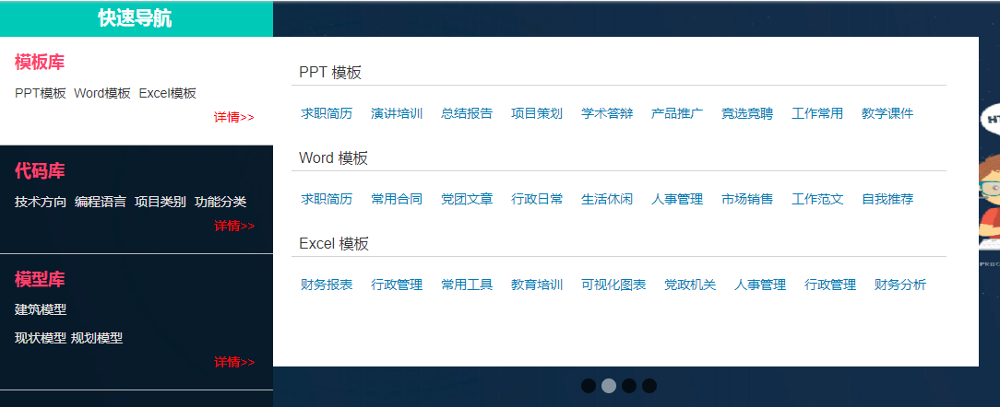 快速导航
模板库
PPT模板 Word模板 Excel模板
详情>>
代码库
技术方向 编程语言 项目类别 功能分类
详情>>
模型库
建筑模型
现状模型 规划模型
详情>>
PPT 模板
求职简历 演讲培训 总结报告 项目策划 学术答辩 产品推广 竞选竞聘 工作常用 教学课件
Word 模板
求职简历 常用合同 党团文章 行政日常 生活休闲 人事管理 市场销售 工作范文 自我推荐
Excel 模板
财务报表 行政管理 常用工具 教育培训 可视化图表 党政机关 人事管理 行政管理 财务分析